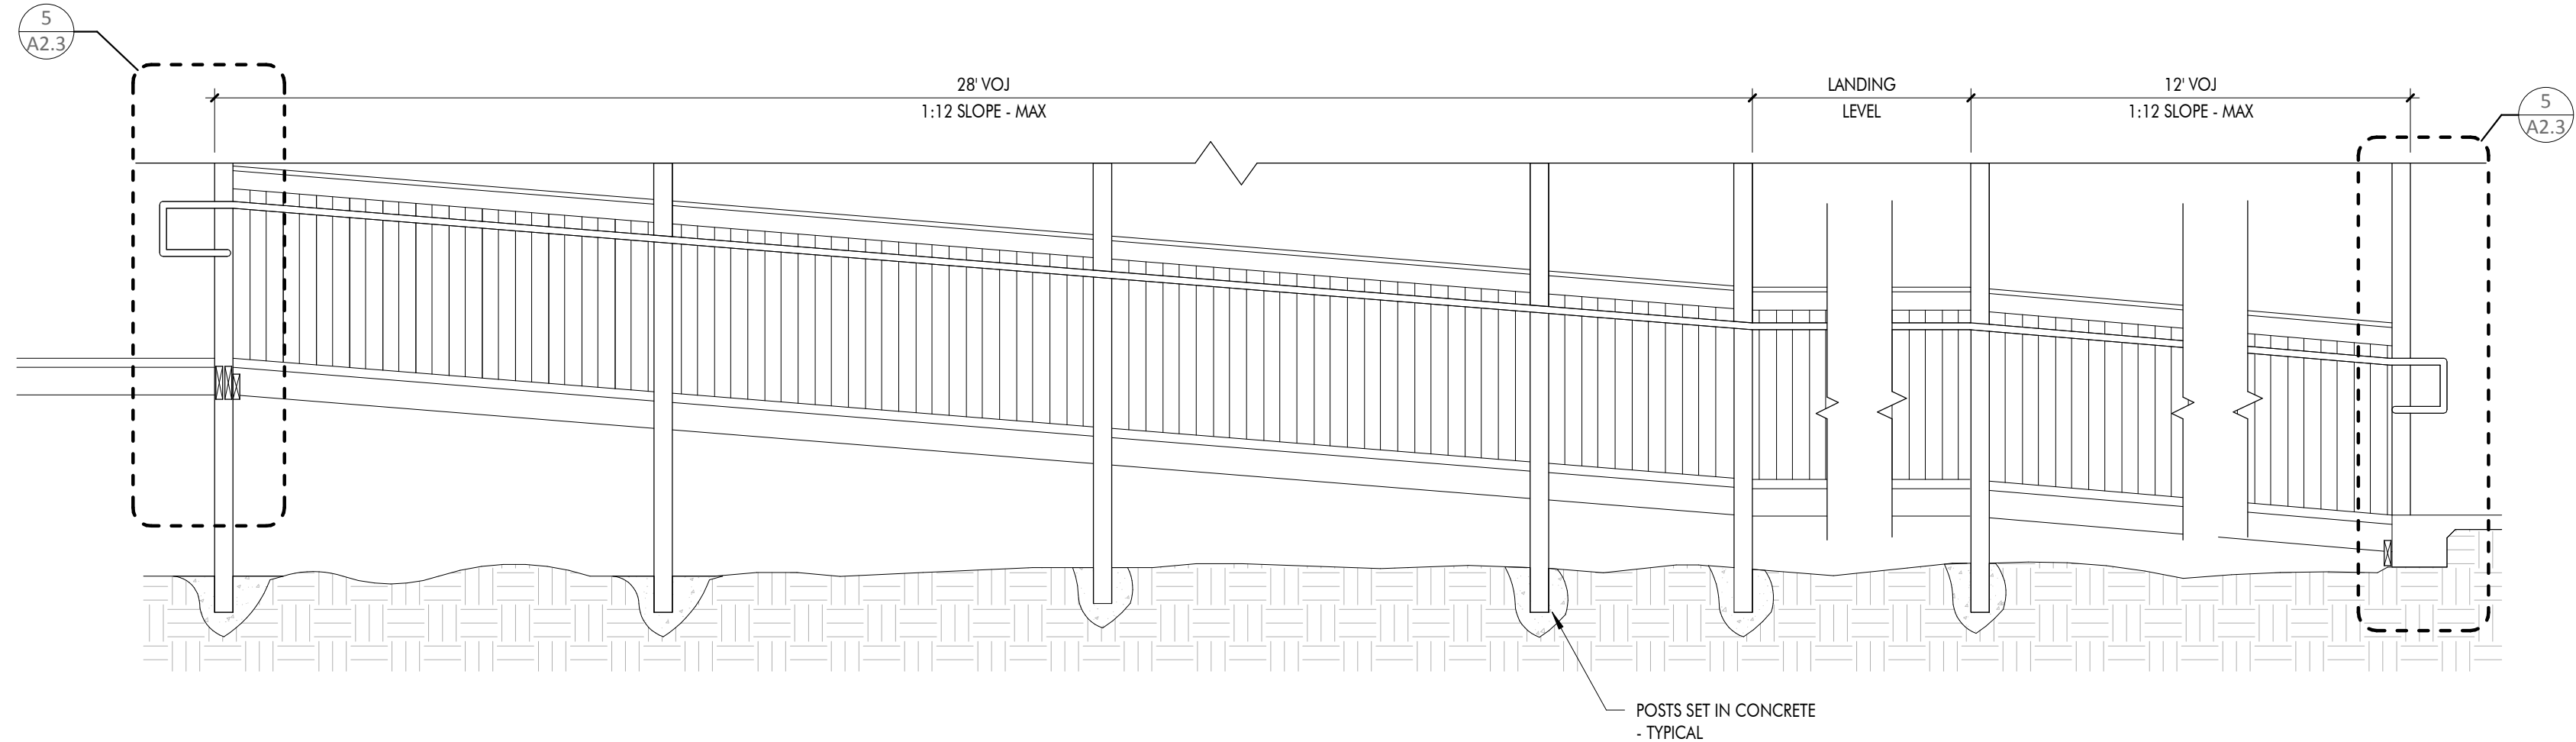 5
A2.3
28' VOJ
1:12 SLOPE - MAX
LANDING
LEVEL
12' VOJ
1:12 SLOPE - MAX
5
A2.3
POSTS SET IN CONCRETE
- TYPICAL